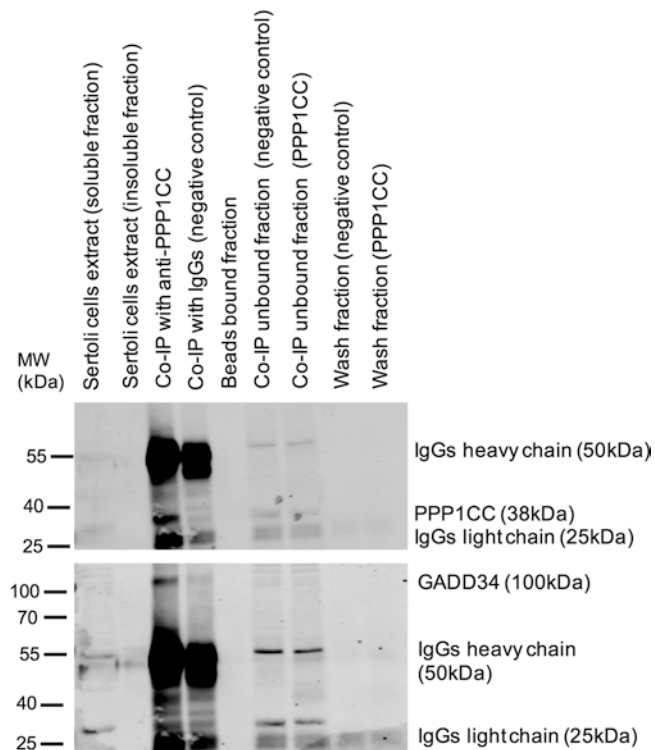 Sertoli cells extract (soluble fraction)
Sertoli cells extract (insoluble fraction)
Co-IP with anti-PPP1CC
Co-IP with IgGs (negative control)
Beads bound fraction
Co-IP unbound fraction (negative control)
Co-IP unbound fraction (PPP1CC)
Wash fraction (negative control)
Wash fraction (PPP1CC)
MW
(kDa)
55
40
25
IgGs heavy chain (50kDa)
PPP1CC (38kDa)
IgGs light chain (25kDa)
100
70
55
40
25
GADD34 (100kDa)
IgGs heavy chain
(50kDa)
IgGs light chain (25kDa)